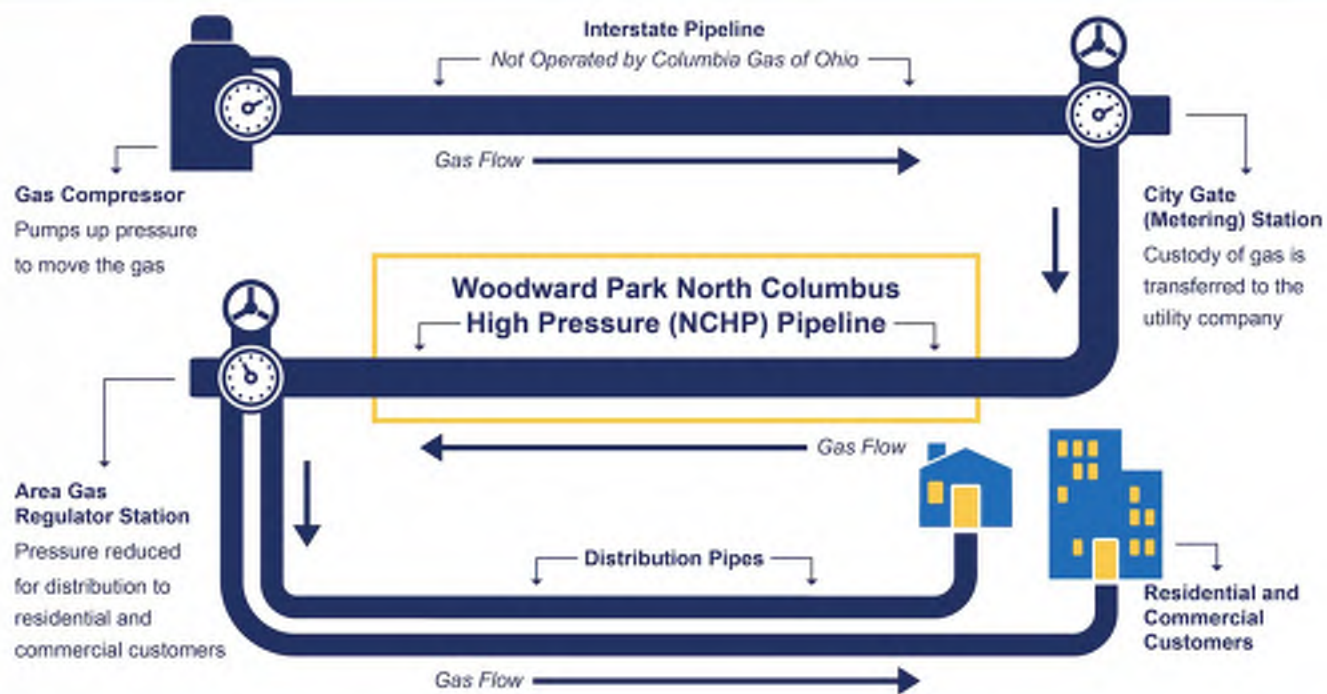 Interstate Pipeline
Not Operated by Columbia Gas of Ohio
Gas Flow
Gas Compressor
Pumps up pressure
to move the gas
City Gate
(Metering) Station
Custody of gas is
transferred to the
utility company
Woodward Park North Columbus
High Pressure (NCHP) Pipeline
Gas Flow
Area Gas
Regulator Station
Pressure reduced
for distribution to
residential and
commercial customers
Distribution Pipes
Residential and
Commercial
Customers
Gas Flow